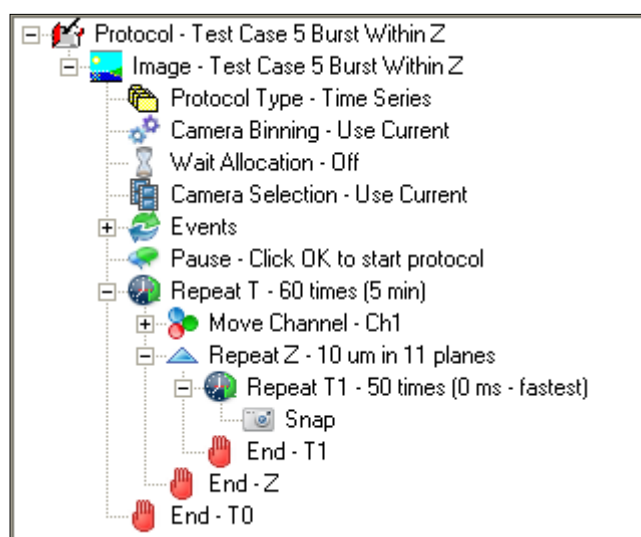 Protocol - Test Case 5 Burst Within Z
Image - Test Case 5 Burst Within Z
Protocol Type - Time Series
Camera Binning - Use Current
Wait Allocation - Off
Camera Selection - Use Current
Events
Pause - Click OK to start protocol
Repeat T - 60 times (5 min)
Move Channel - Ch1
Repeat Z - 10 um in 11 planes
Repeat T1 - 50 times (0 ms - fastest)
Snap
End - T1
End - Z
End - T0